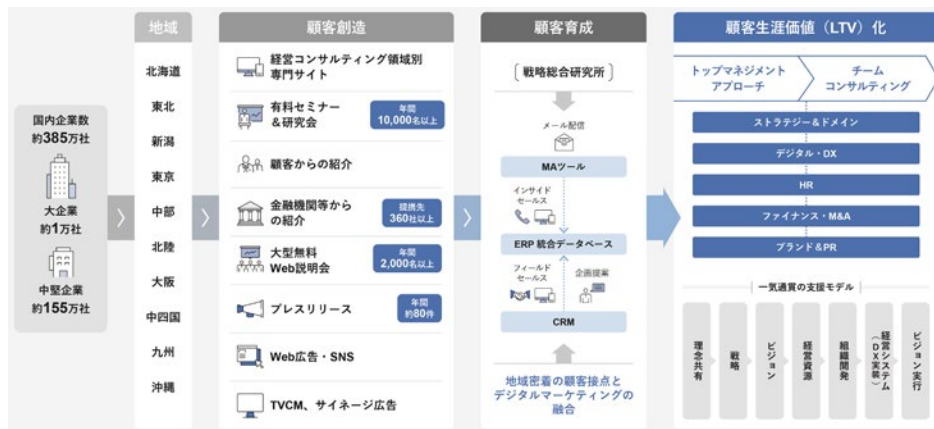 国内企業数
約385万社
大企業
約1万社
中堅企業
約155万社
地域
北海道
東北
新潟
東京
中部
北陸
大阪
中四国
九州
沖縄
顧客創造
経営コンサルティング領域別
専門サイト
有料セミナー
&研究会
年間
10,000名以上
顧客からの紹介
金融機関等から
の紹介
提携先
360社以上
大型無料
Web説明会
年間
2,000名以上
プレスリリース
年間
約80件
Web広告・SNS
TVCM、サイネージ広告
顧客育成
戦略総合研究所
メール配信
MAツール
インサイド
セールス
ERP 統合データベース
フィールド
セールス
企画提案
CRM
地域密着の顧客接点と
デジタルマーケティングの
融合
顧客生涯価値（LTV）化
トップマネジメント
アプローチ
チーム
コンサルティング
ストラテジー&ドメイン
デジタル・DX
HR
ファイナンス・M&A
ブランド&PR
一気通貫の支援モデル
理念共有
戦略
ビジョン
経営資源
組織開発
経営システム
（DX実装）
ビジョン実行